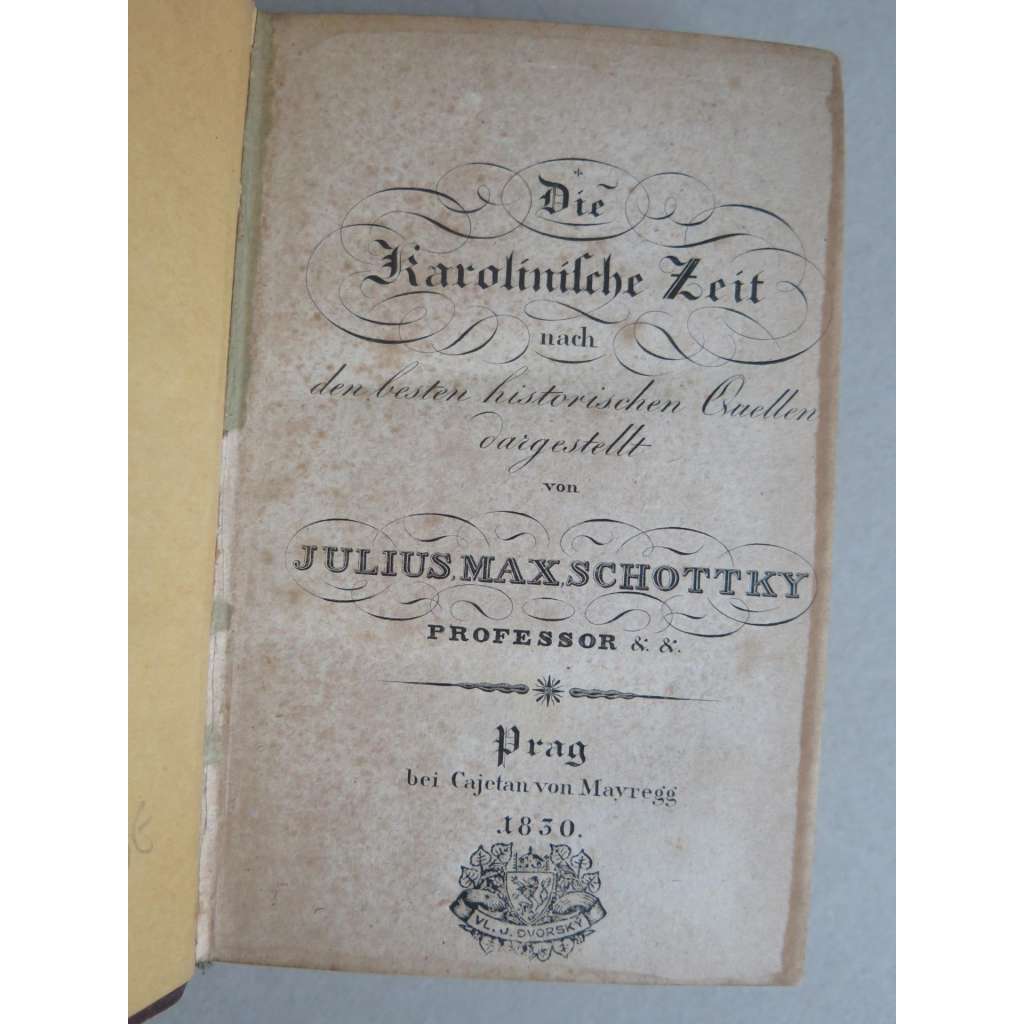 Die
Karoliniſche Zeit
nach
den besten historischen Quellen
dargestellt
von
JULIUS, MAX, SCHOTTKY
PROFESSOR &. &.
Prag
bei Cajetan von Mayregg
.1830.
VL. J. DVORSKÝ